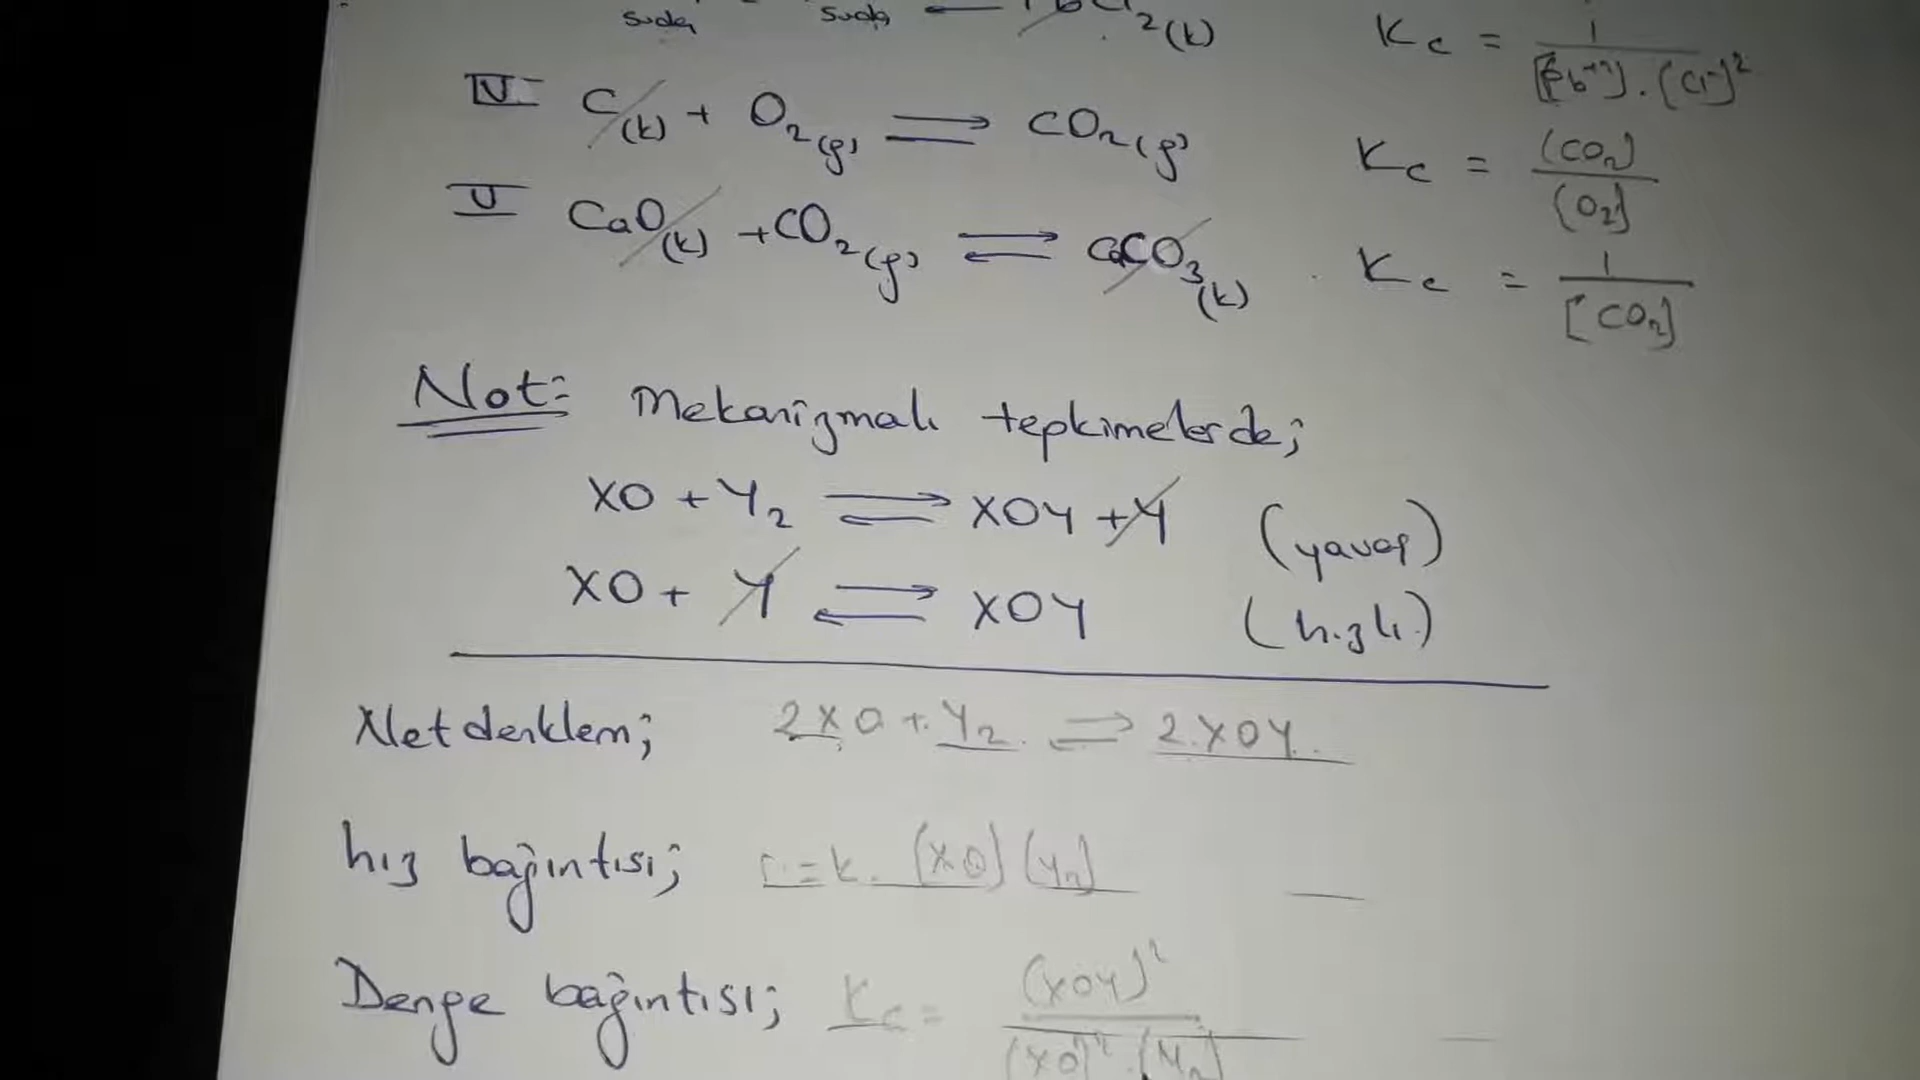 suda suda 2(k) Kc = 1 / [Pb+2].(Cl-)²
IV C(k) + O2(g) ⇌ CO2(g) Kc = (CO2) / (O2)
V CaO(k) + CO2(g) ⇌ CaCO3(k) Kc = 1 / [CO2]
Not: Mekanizmalı tepkimelerde;
XO + Y2 ⇌ XOY + Y (yavaş)
XO + Y ⇌ XOY (hızlı)
Net denklem; 2XO + Y2 ⇌ 2XOY
hız bağıntısı; r = k. (XO) (Y2)
Denge bağıntısı; Kc = (XOY)² / (XO)².(Y2)